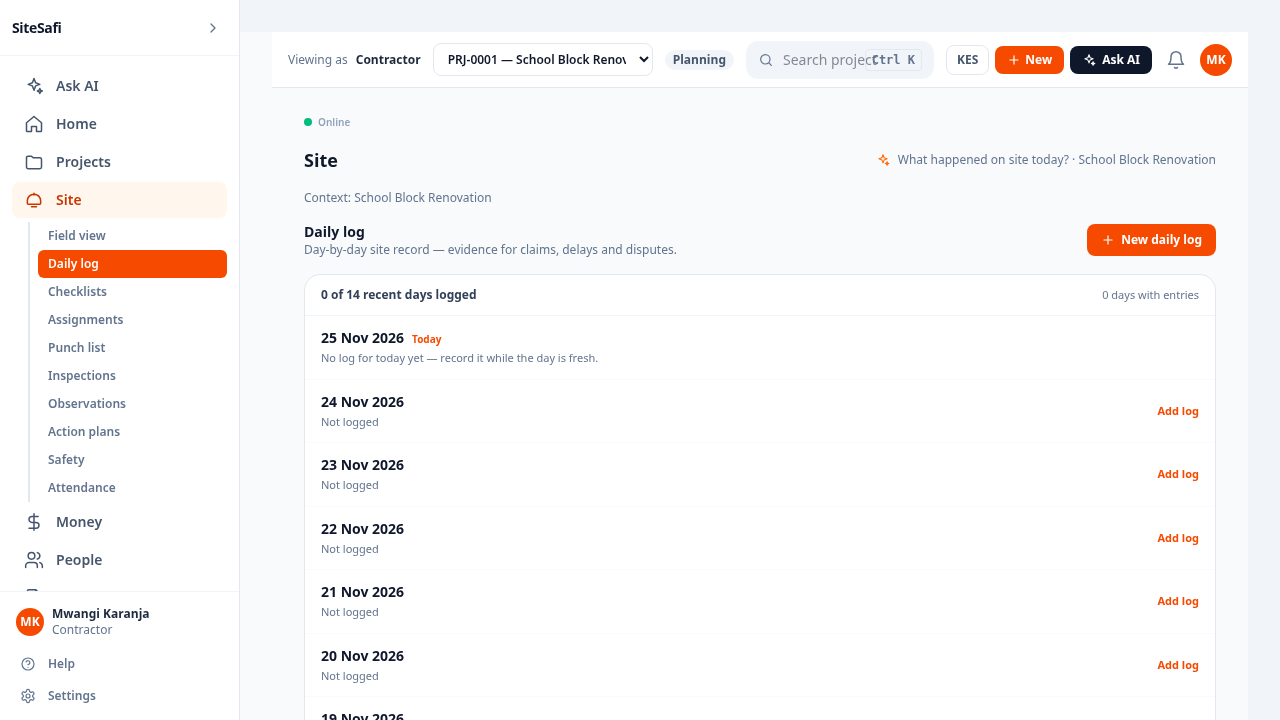 SiteSafi
Ask AI
Home
Projects
Site
Field view
Daily log
Checklists
Assignments
Punch list
Inspections
Observations
Action plans
Safety
Attendance
Money
People
MK
Mwangi Karanja
Contractor
Help
Settings
Viewing as Contractor
PRJ-0001 — School Block Renov
Planning
Search project
Ctrl K
KES
New
Ask AI
MK
Online
Site
What happened on site today? · School Block Renovation
Context: School Block Renovation
Daily log
Day-by-day site record — evidence for claims, delays and disputes.
New daily log
0 of 14 recent days logged
0 days with entries
25 Nov 2026 Today
No log for today yet — record it while the day is fresh.
24 Nov 2026
Not logged
Add log
23 Nov 2026
Not logged
Add log
22 Nov 2026
Not logged
Add log
21 Nov 2026
Not logged
Add log
20 Nov 2026
Not logged
Add log
19 Nov 2026